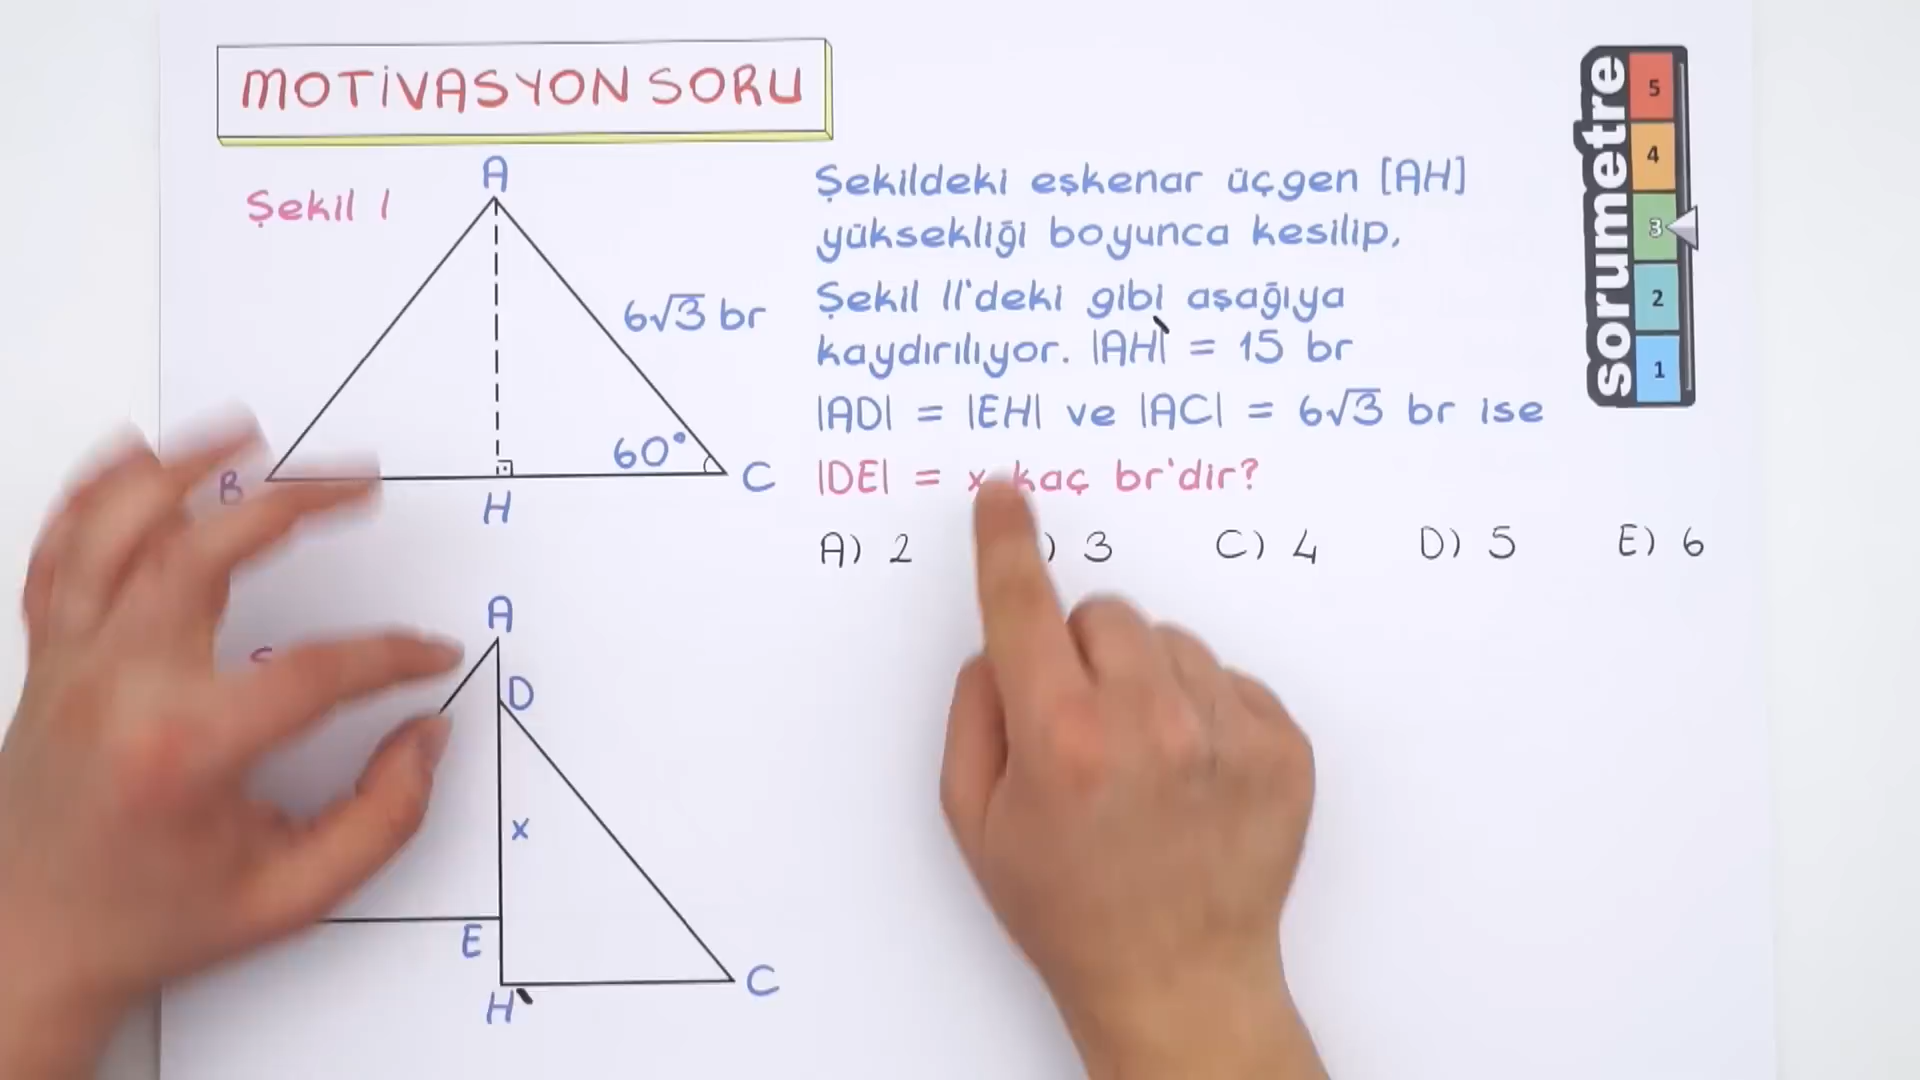 MOTİVASYON SORU
Şekil I
A
6√3 br
60°
B
H
C
Şekildeki eşkenar üçgen [AH]
yüksekliği boyunca kesilip,
Şekil II'deki gibi aşağıya
kaydırılıyor. |AH'| = 15 br
|AD| = |EH| ve |AC| = 6√3 br ise
|DE| = x kaç br'dir?
A) 2
) 3
C) 4
D) 5
E) 6
A
D
x
E
H'
C
sorumetre
5
4
3
2
1